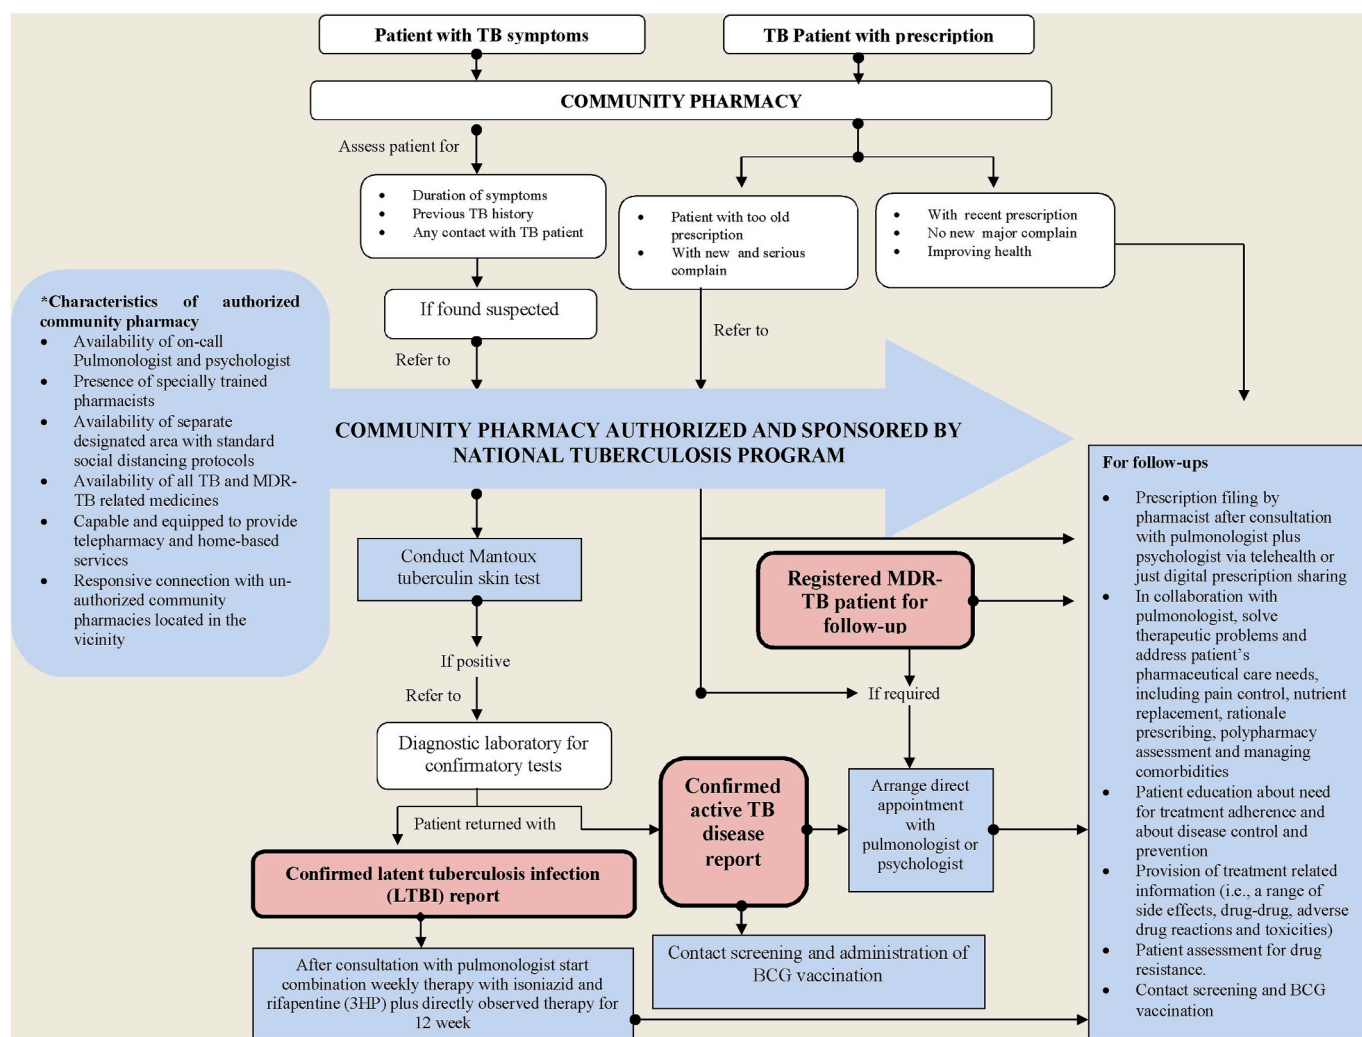 Patient with TB symptoms
TB Patient with prescription
COMMUNITY PHARMACY
Assess patient for
• Duration of symptoms
• Previous TB history
• Any contact with TB patient
• Patient with too old
prescription
• With new and serious
complain
• With recent prescription
• No new major complain
• Improving health
If found suspected
Refer to
Refer to
*Characteristics of authorized
community pharmacy
• Availability of on-call
Pulmonologist and psychologist
• Presence of specially trained
pharmacists
• Availability of separate
designated area with standard
social distancing protocols
• Availability of all TB and MDR-
TB related medicines
• Capable and equipped to provide
telepharmacy and home-based
services
• Responsive connection with un-
authorized community
pharmacies located in the
vicinity
COMMUNITY PHARMACY AUTHORIZED AND SPONSORED BY
NATIONAL TUBERCULOSIS PROGRAM
Conduct Mantoux
tuberculin skin test
If positive
Refer to
Diagnostic laboratory for
confirmatory tests
Patient returned with
Confirmed latent tuberculosis infection
(LTBI) report
After consultation with pulmonologist start
combination weekly therapy with isoniazid and
rifapentine (3HP) plus directly observed therapy for
12 week
Registered MDR-
TB patient for
follow-up
If required
Confirmed
active TB
disease
report
Arrange direct
appointment
with
pulmonologist or
psychologist
Contact screening and administration of
BCG vaccination
For follow-ups
• Prescription filing by
pharmacist after consultation
with pulmonologist plus
psychologist via telehealth or
just digital prescription sharing
• In collaboration with
pulmonologist, solve
therapeutic problems and
address patient's
pharmaceutical care needs,
including pain control, nutrient
replacement, rationale
prescribing, polypharmacy
assessment and managing
comorbidities
• Patient education about need
for treatment adherence and
about disease control and
prevention
• Provision of treatment related
information (i.e., a range of
side effects, drug-drug, adverse
drug reactions and toxicities)
• Patient assessment for drug
resistance.
• Contact screening and BCG
vaccination